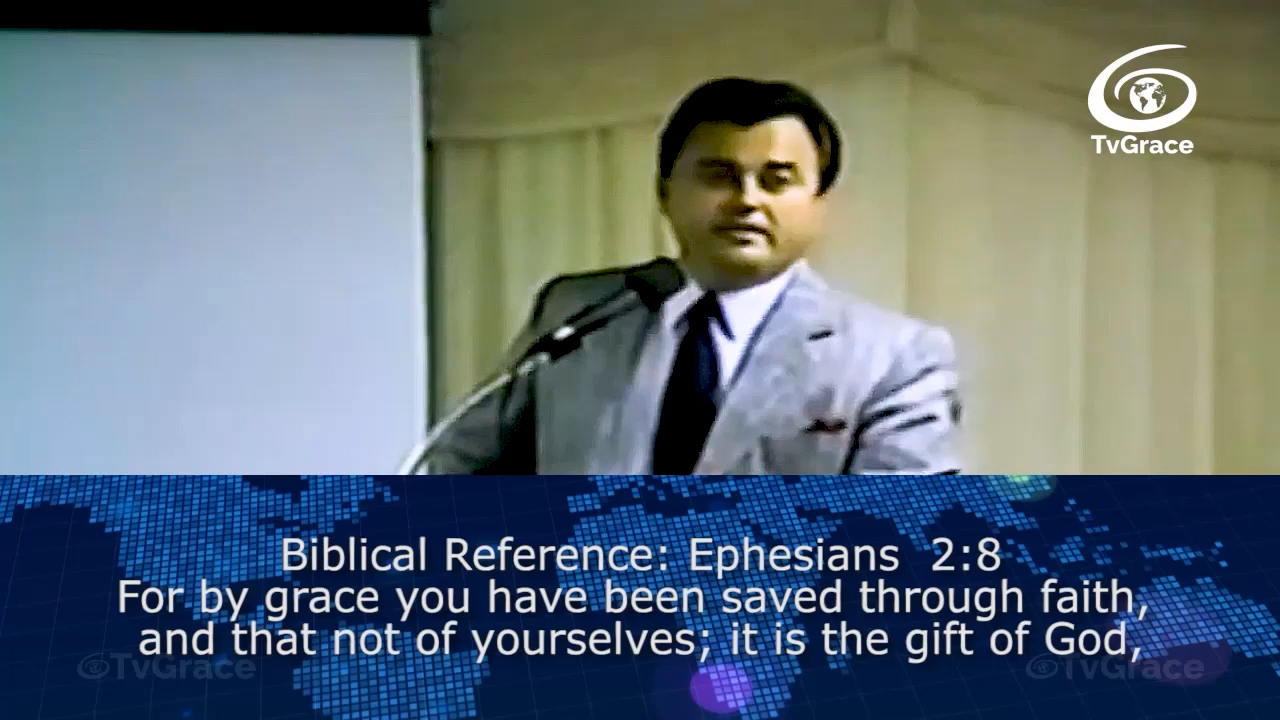 TvGrace
Biblical Reference: Ephesians  2:8
For by grace you have been saved through faith,
and that not of yourselves; it is the gift of God,
TvGrace
TvGrace